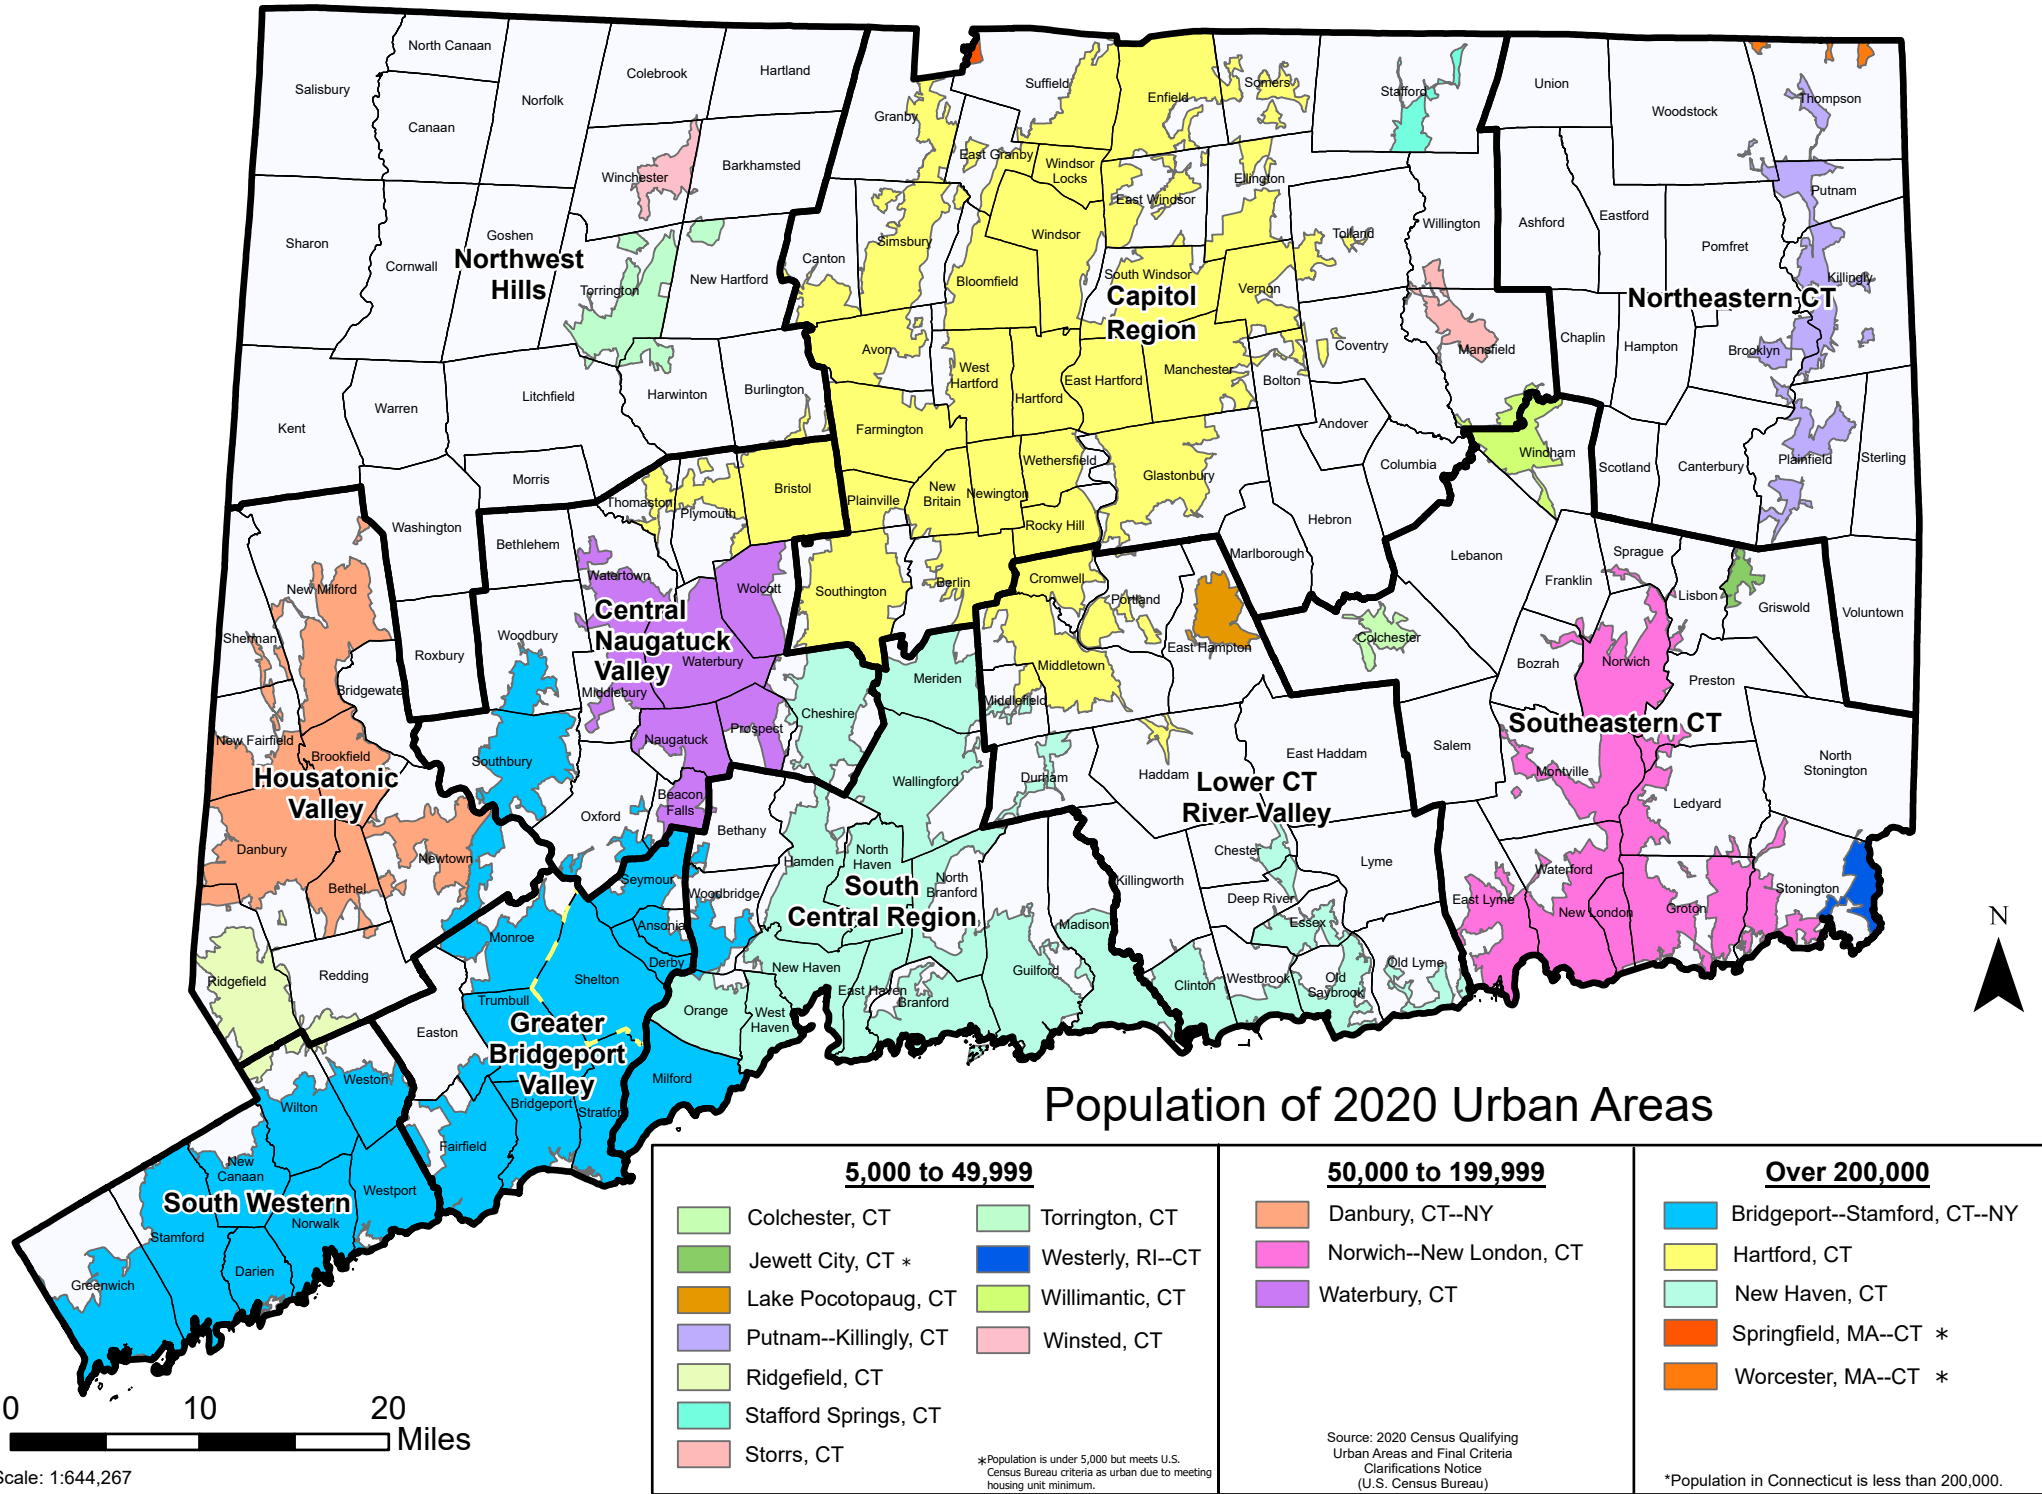 North Canaan
Colebrook
Hartland
Salisbury
Norfolk
Canaan
Granby
Suffield
Enfield
Somers
Stafford
Union
Woodstock
Thompson
Winchester
Barkhamsted
East Granby
Windsor
Locks
East Windsor
Ellington
Putnam
Sharon
Cornwall
Goshen
Northwest
Hills
Torrington
New Hartford
Canton
Simsbury
Windsor
Bloomfield
South Windsor
Capitol
Region
Vernon
Tolland
Willington
Ashford
Eastford
Pomfret
Killingly
Northeastern CT
Kent
Warren
Litchfield
Harwinton
Burlington
Avon
West
Hartford
Hartford
East Hartford
Manchester
Bolton
Coventry
Mansfield
Chaplin
Hampton
Brooklyn
Farmington
Andover
Columbia
Windham
Scotland
Canterbury
Plainfield
Sterling
Morris
Washington
Bethlehem
Thomaston
Plymouth
Bristol
Plainville
New
Britain
Newington
Wethersfield
Rocky Hill
Glastonbury
Hebron
Marlborough
Lebanon
Franklin
Sprague
Lisbon
Griswold
Voluntown
New Milford
Sherman
Roxbury
Woodbury
Watertown
Wolcott
Central
Naugatuck
Valley
Waterbury
Middlebury
Southington
Berlin
Cromwell
Portland
East Hampton
Colchester
Bozrah
Norwich
Preston
Bridgewate
New Fairfield
Brookfield
Housatonic
Valley
Southbury
Naugatuck
Prospect
Cheshire
Meriden
Middlefield
Middletown
Wallingford
Durham
Haddam
East Haddam
Lower CT
River Valley
Salem
Southeastern CT
Montville
Ledyard
North
Stonington
Danbury
Bethel
Newtown
Oxford
Beacon
Falls
Bethany
Seymour
Woodbridge
Hamden
North
Haven
South
Central Region
North
Branford
Killingworth
Chester
Deep River
Essex
Lyme
East Lyme
Waterford
New London
Groton
Stonington
Ridgefield
Redding
Monroe
Ansonia
Derby
Shelton
Trumbull
Easton
Greater
Bridgeport
Valley
Orange
West
Haven
New Haven
East Haven
Branford
Guilford
Madison
Clinton
Westbrook
Old
Saybrook
Old Lyme
Milford
Weston
Wilton
Bridgeport
Stratfor
Fairfield
New
Canaan
South Western
Westport
Norwalk
Stamford
Darien
Greenwich
N
Population of 2020 Urban Areas
5,000 to 49,999
Colchester, CT
Jewett City, CT *
Lake Pocotopaug, CT
Putnam--Killingly, CT
Ridgefield, CT
Stafford Springs, CT
Storrs, CT
Torrington, CT
Westerly, RI--CT
Willimantic, CT
Winsted, CT
*Population is under 5,000 but meets U.S.
Census Bureau criteria as urban due to meeting
housing unit minimum.
50,000 to 199,999
Danbury, CT--NY
Norwich--New London, CT
Waterbury, CT
Source: 2020 Census Qualifying
Urban Areas and Final Criteria
Clarifications Notice
(U.S. Census Bureau)
Over 200,000
Bridgeport--Stamford, CT--NY
Hartford, CT
New Haven, CT
Springfield, MA--CT *
Worcester, MA--CT *
*Population in Connecticut is less than 200,000.
0 10 20
Miles
Scale: 1:644,267